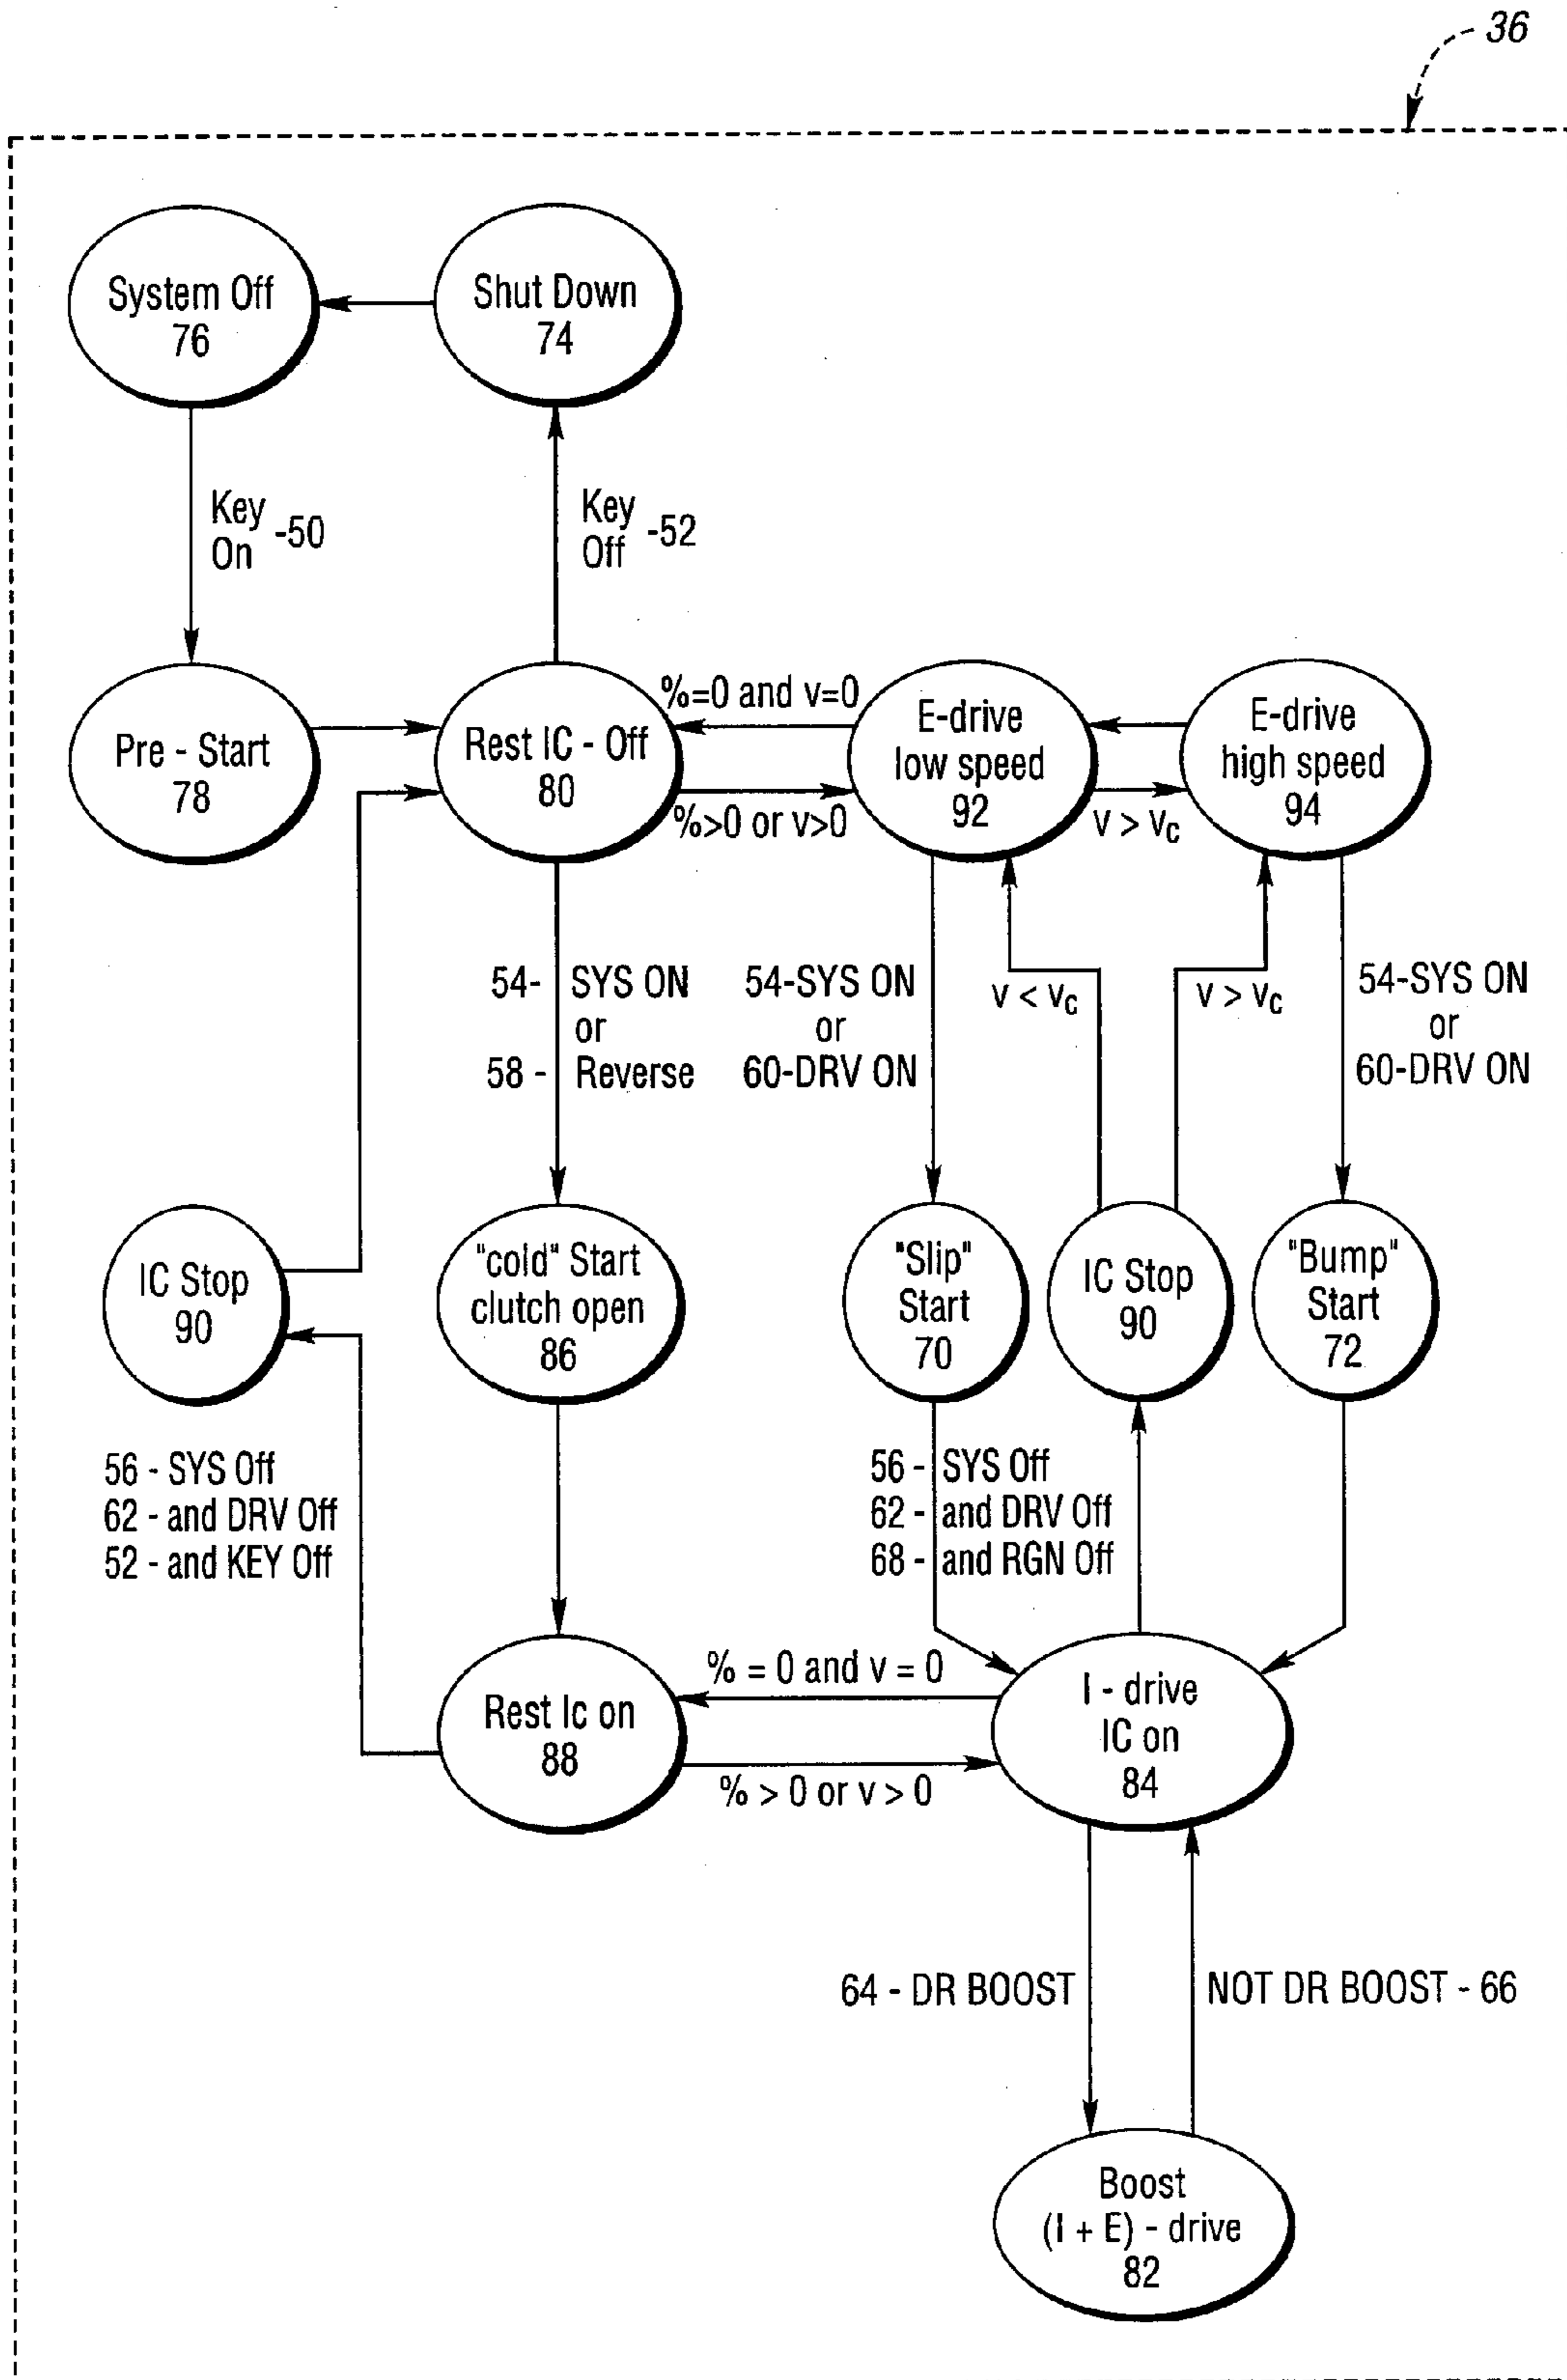 36
System Off
76
Shut Down
74
Key
On
-50
Key
Off
-52
Pre - Start
78
Rest IC - Off
80
%=0 and v=0
%>0 or v>0
E-drive
low speed
92
v > vc
E-drive
high speed
94
54- SYS ON
or
58 - Reverse
54-SYS ON
or
60-DRV ON
v < vc
v > vc
54-SYS ON
or
60-DRV ON
IC Stop
90
"cold" Start
clutch open
86
"Slip"
Start
70
IC Stop
90
"Bump"
Start
72
56 - SYS Off
62 - and DRV Off
52 - and KEY Off
56 - SYS Off
62 - and DRV Off
68 - and RGN Off
Rest Ic on
88
% = 0 and v = 0
% > 0 or v > 0
I - drive
IC on
84
64 - DR BOOST
NOT DR BOOST - 66
Boost
(I + E) - drive
82